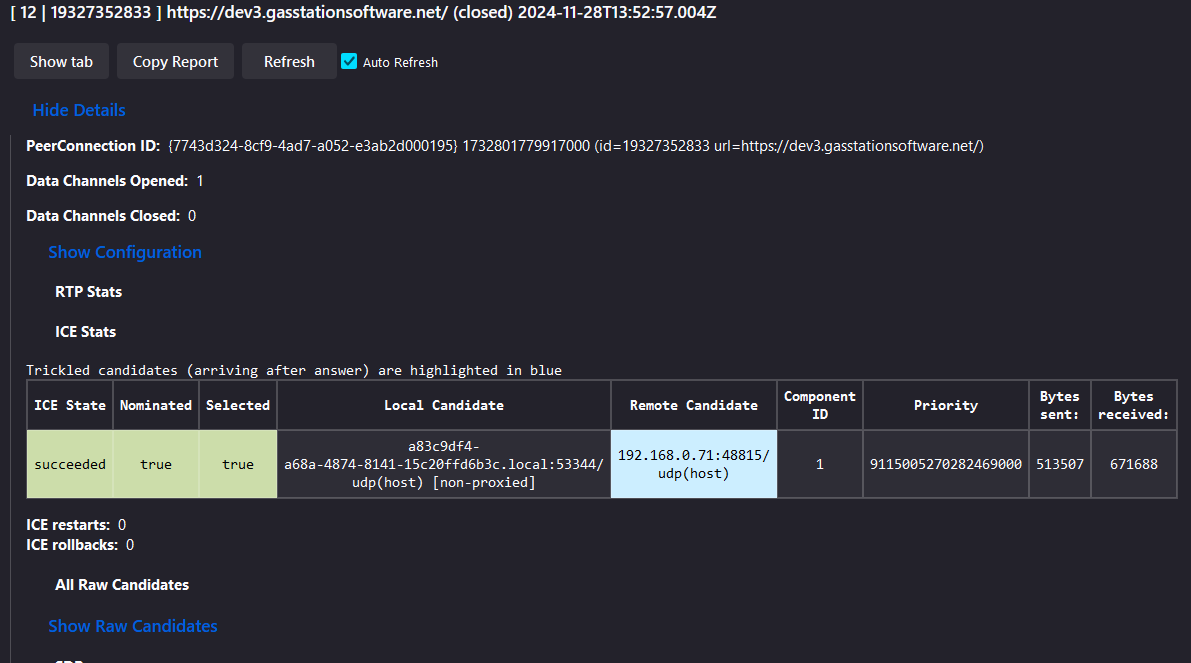 [ 12 | 19327352833 ] https://dev3.gasstationsoftware.net/ (closed) 2024-11-28T13:52:57.004Z
Show tab Copy Report Refresh Auto Refresh
Hide Details
PeerConnection ID: {7743d324-8cf9-4ad7-a052-e3ab2d000195} 1732801779917000 (id=19327352833 url=https://dev3.gasstationsoftware.net/)
Data Channels Opened: 1
Data Channels Closed: 0
Show Configuration
RTP Stats
ICE Stats
Trickled candidates (arriving after answer) are highlighted in blue
ICE State Nominated Selected Local Candidate Remote Candidate Component ID Priority Bytes sent: Bytes received:
succeeded true true a83c9df4-a68a-4874-8141-15c20ffd6b3c.local:53344/udp(host) [non-proxied] 192.168.0.71:48815/udp(host) 1 9115005270282469000 513507 671688
ICE restarts: 0
ICE rollbacks: 0
All Raw Candidates
Show Raw Candidates